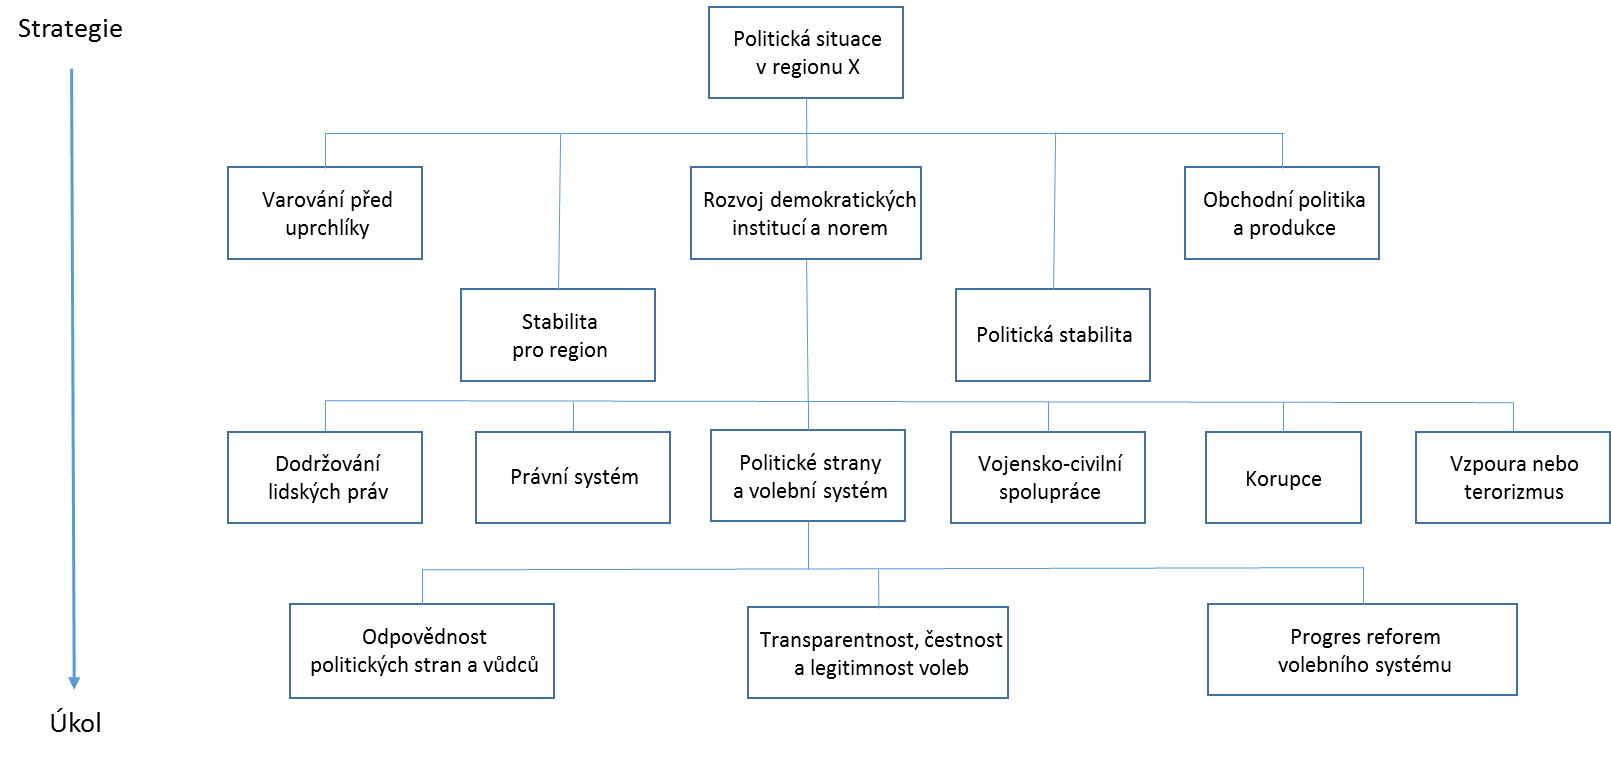 Strategie
Politická situace
v regionu X
Varování před
uprchlíky
Rozvoj demokratických
institucí a norem
Obchodní politika
a produkce
Stabilita
pro region
Politická stabilita
Dodržování
lidských práv
Právní systém
Politické strany
a volební systém
Vojensko-civilní
spolupráce
Korupce
Vzpoura nebo
terorizmus
Odpovědnost
politických stran a vůdců
Transparentnost, čestnost
a legitimnost voleb
Progres reforem
volebního systému
Úkol